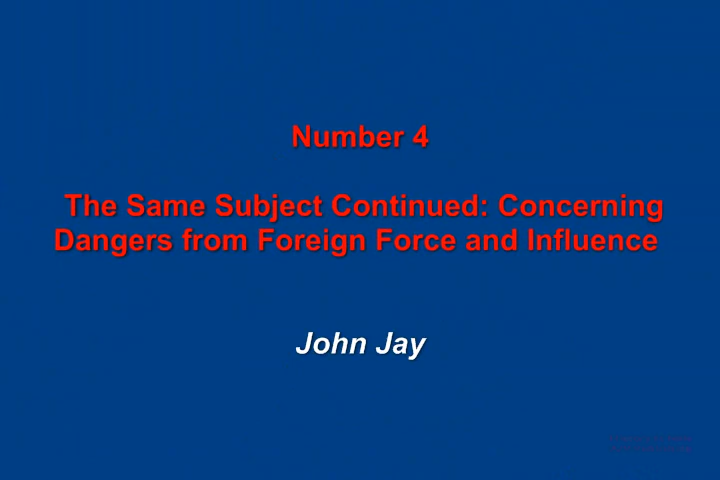 Number 4
The Same Subject Continued: Concerning
Dangers from Foreign Force and Influence
John Jay